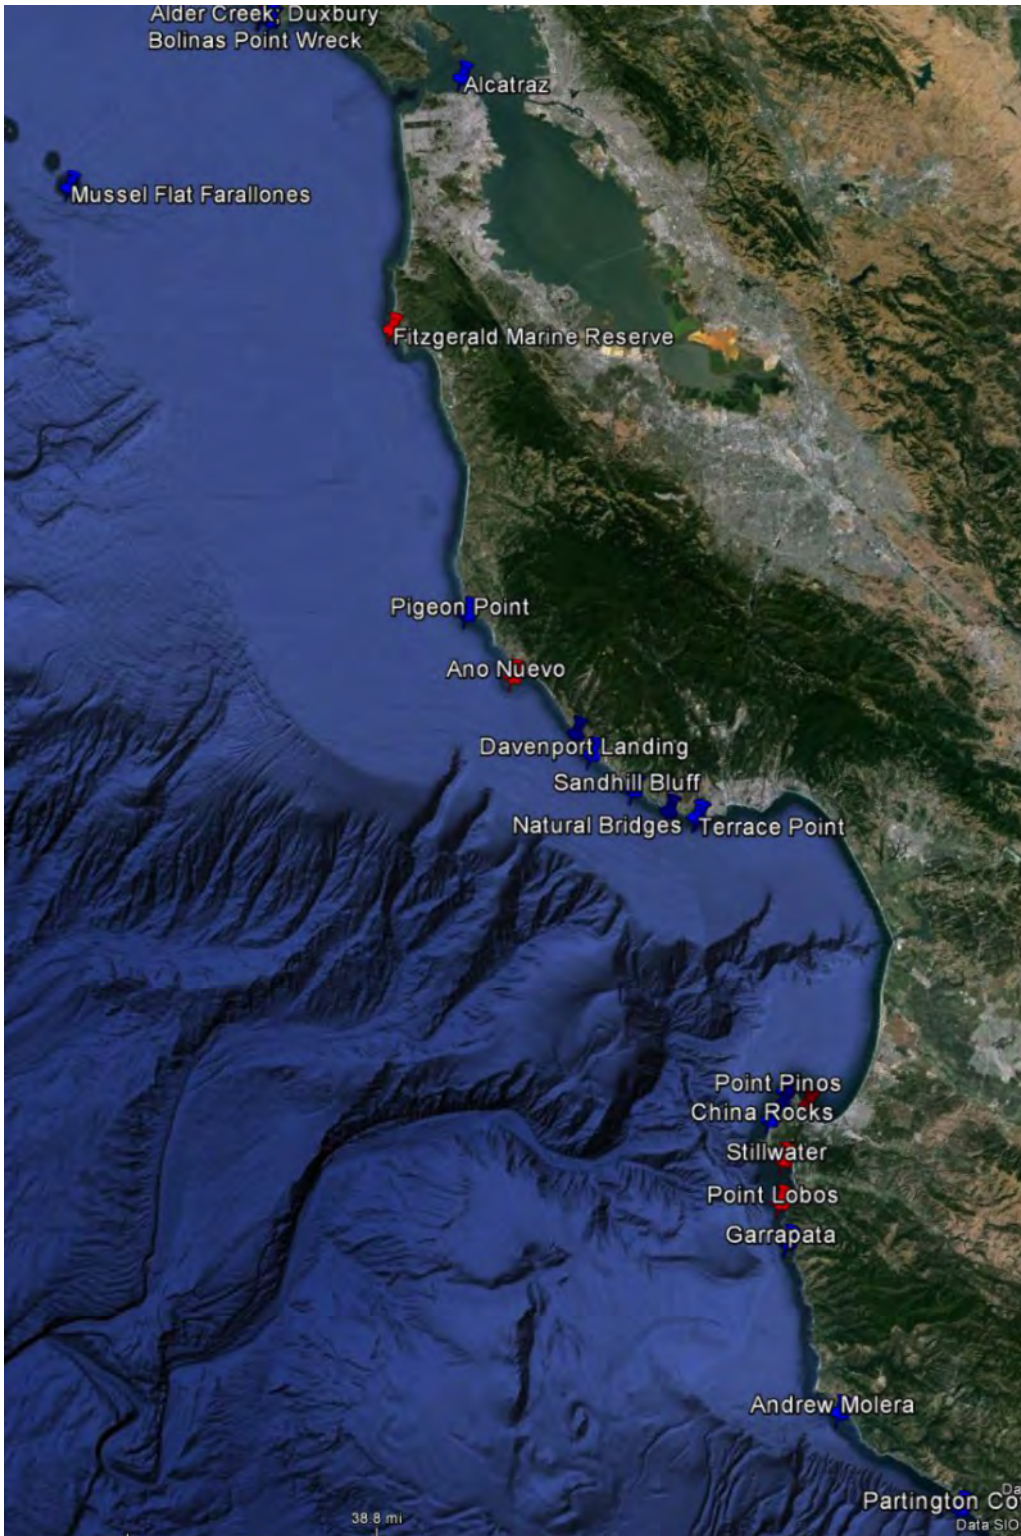 Alder Creek; Duxbury
Bolinas Point Wreck
Alcatraz
Mussel Flat Farallones
Fitzgerald Marine Reserve
Pigeon Point
Ano Nuevo
Davenport Landing
Sandhill Bluff
Natural Bridges
Terrace Point
Point Pinos
China Rocks
Stillwater
Point Lobos
Garrapata
Andrew Molera
Da
Partington Co
38.8 mi
Data SIO